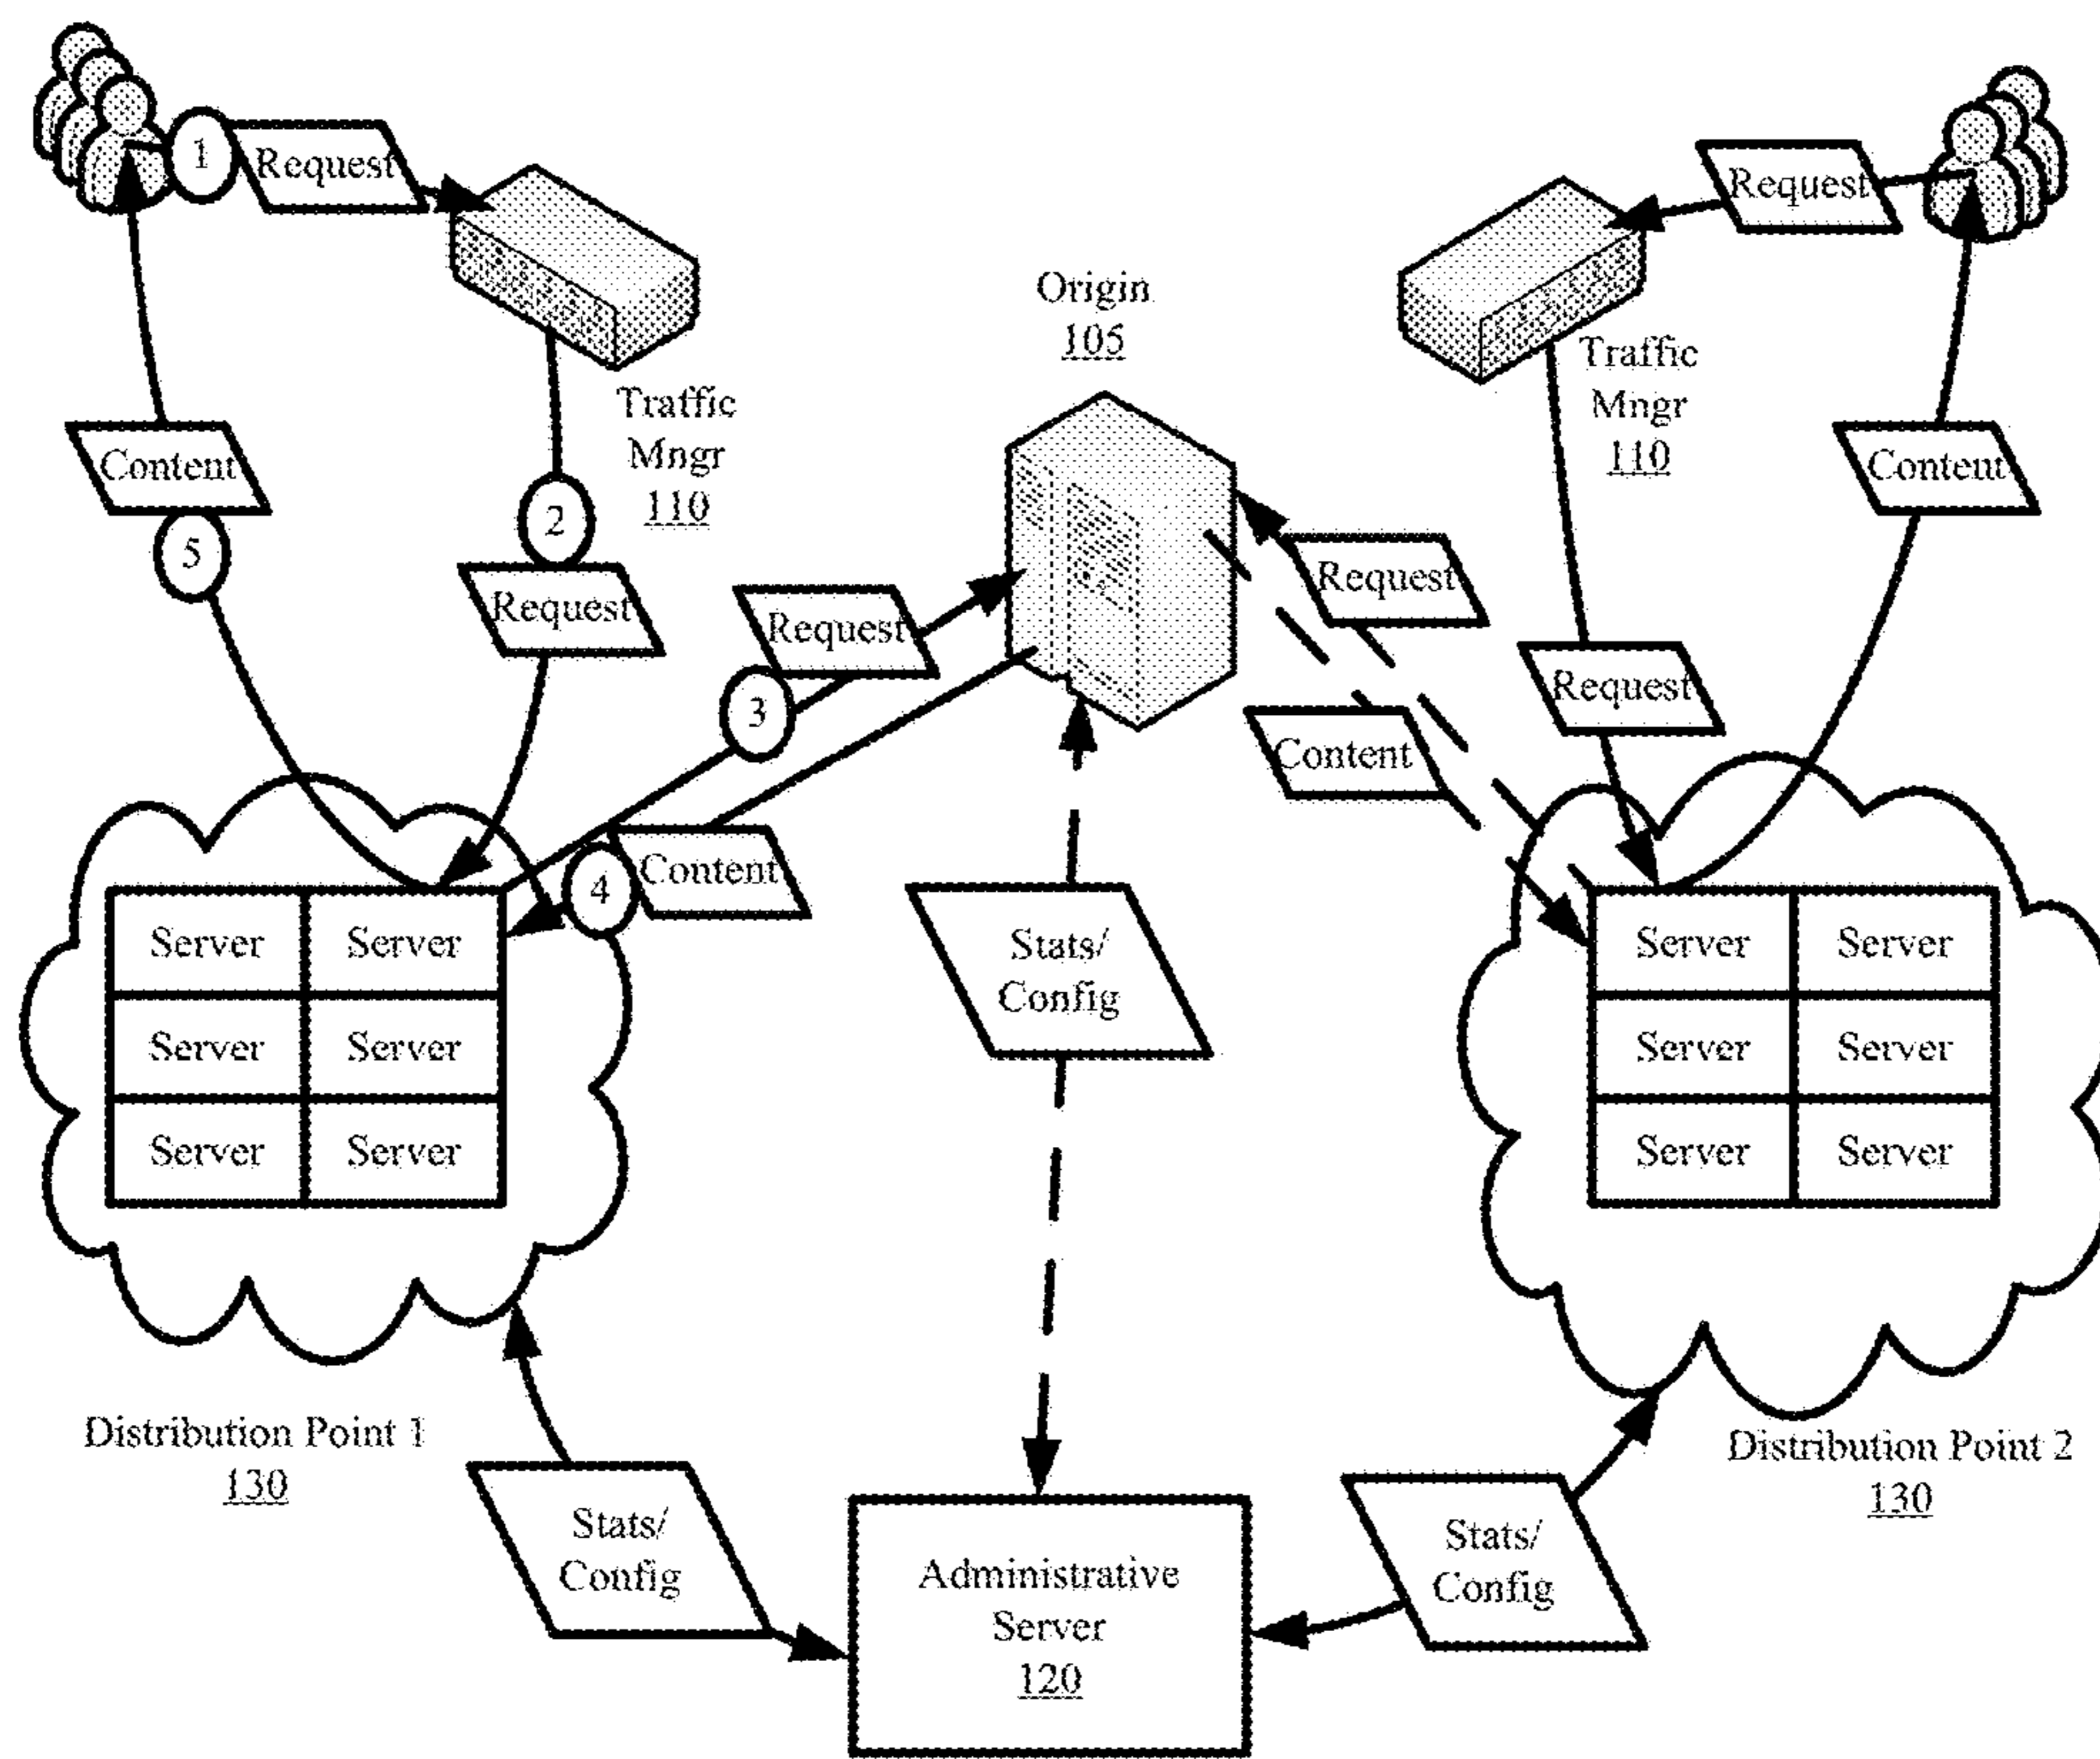 1
Request
Request
Origin
105
Traffic
Mngr
110
Traffic
Mngr
110
Content
Content
5
2
Request
Request
Request
Request
3
Content
4
Content
Server
Server
Server
Server
Server
Server
Stats/
Config
Server
Server
Server
Server
Server
Server
Distribution Point 1
130
Distribution Point 2
130
Stats/
Config
Administrative
Server
120
Stats/
Config